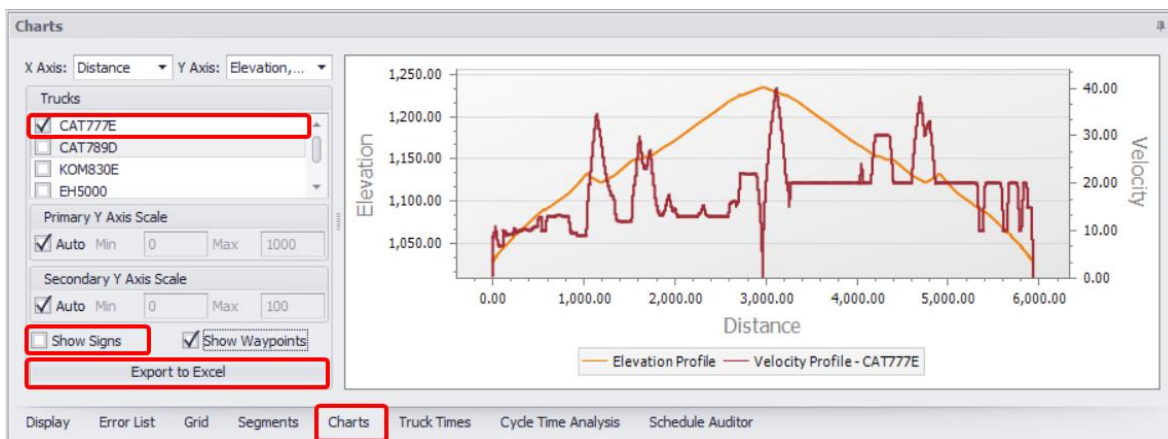 Charts
X Axis: Distance Y Axis: Elevation,...
Trucks
CAT777E
CAT789D
KOM830E
EH5000
Primary Y Axis Scale
Auto Min 0 Max 1000
Secondary Y Axis Scale
Auto Min 0 Max 100
Show Signs Show Waypoints
Export to Excel
1,250.00
1,200.00
1,150.00
1,100.00
1,050.00
Elevation
40.00
30.00
20.00
10.00
0.00
Velocity
0.00 1,000.00 2,000.00 3,000.00 4,000.00 5,000.00 6,000.00
Distance
Elevation Profile Velocity Profile - CAT777E
Display Error List Grid Segments Charts Truck Times Cycle Time Analysis Schedule Auditor